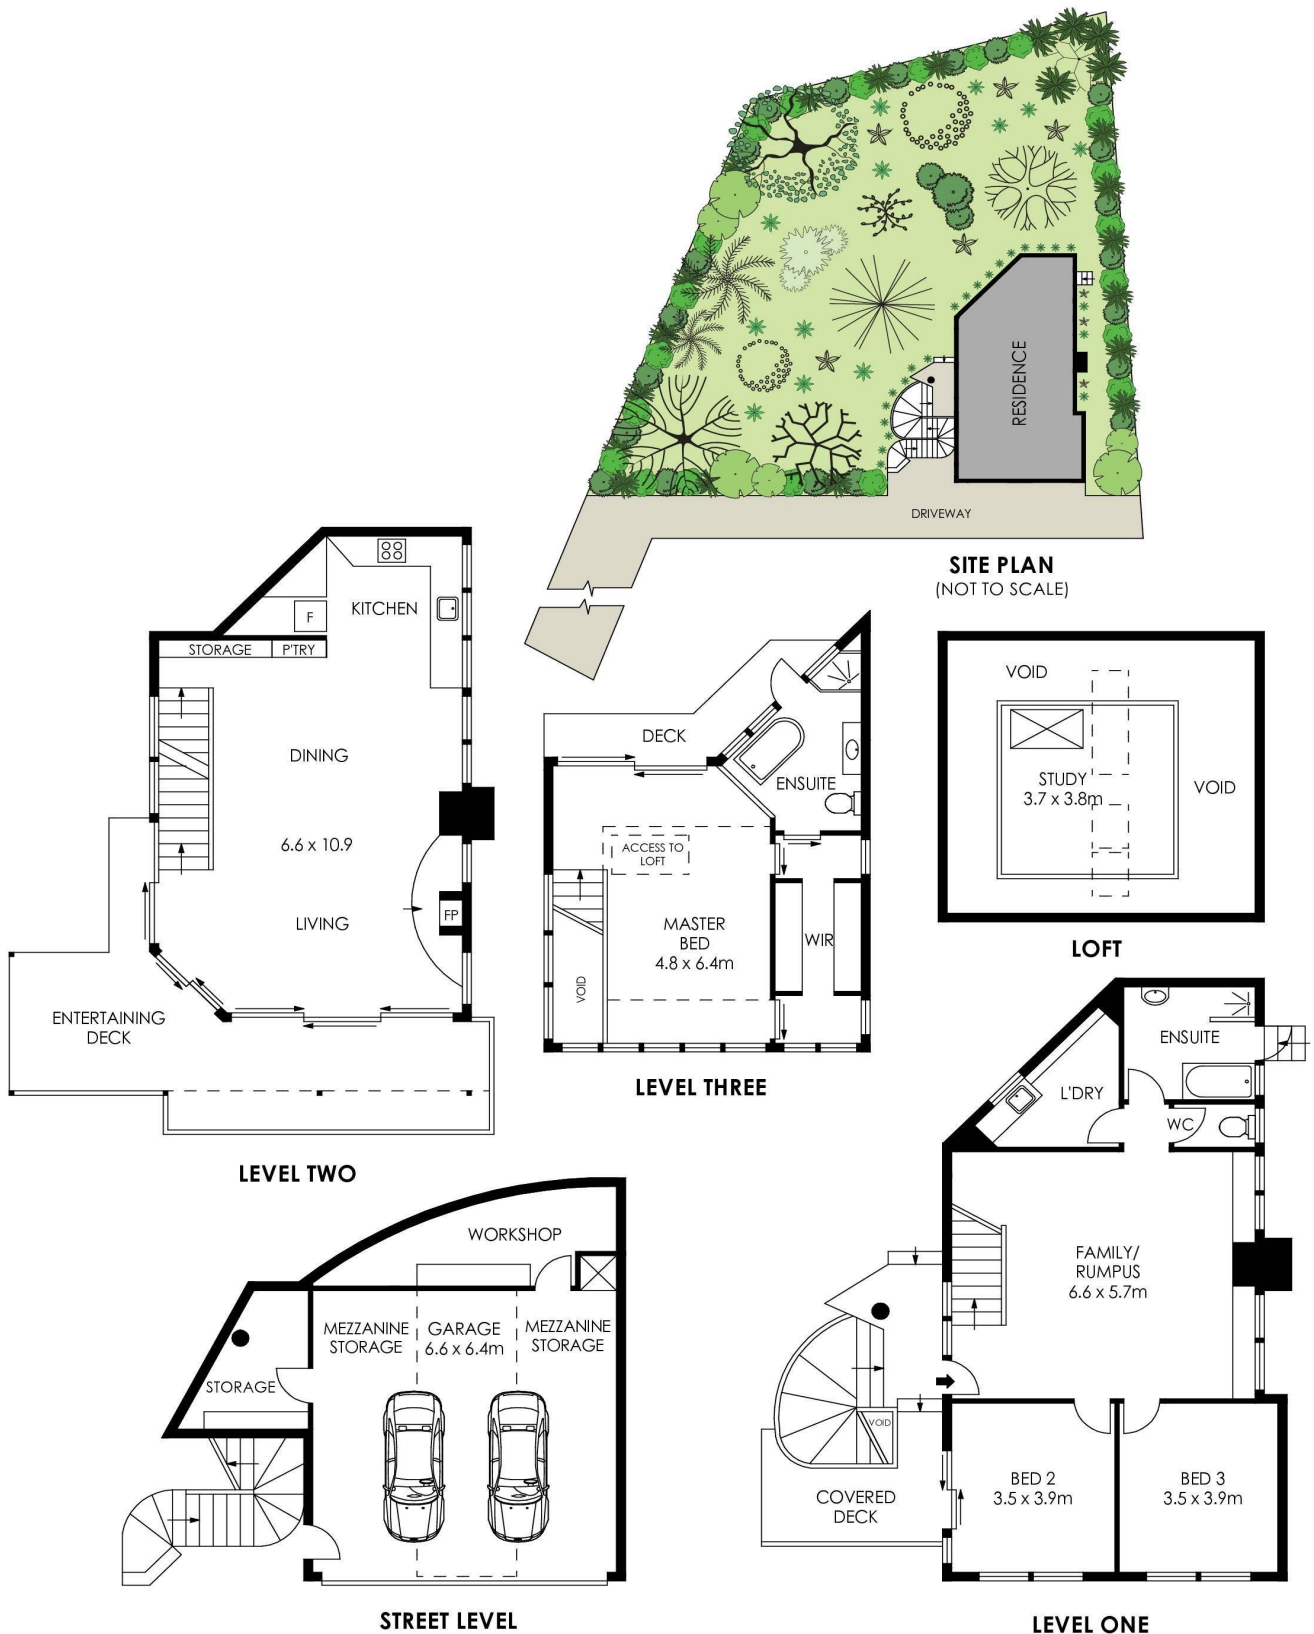 RESIDENCE
DRIVEWAY
SITE PLAN
(NOT TO SCALE)
KITCHEN
F
STORAGE
P'TRY
DINING
6.6 x 10.9
LIVING
FP
ENTERTAINING
DECK
LEVEL TWO
DECK
ENSUITE
ACCESS TO
LOFT
MASTER
BED
4.8 x 6.4m
WIR
VOID
LEVEL THREE
VOID
STUDY
3.7 x 3.8m
VOID
LOFT
ENSUITE
L'DRY
WC
FAMILY/
RUMPUS
6.6 x 5.7m
VOID
COVERED
DECK
BED 2
3.5 x 3.9m
BED 3
3.5 x 3.9m
LEVEL ONE
WORKSHOP
MEZZANINE
STORAGE
GARAGE
6.6 x 6.4m
MEZZANINE
STORAGE
STORAGE
STREET LEVEL